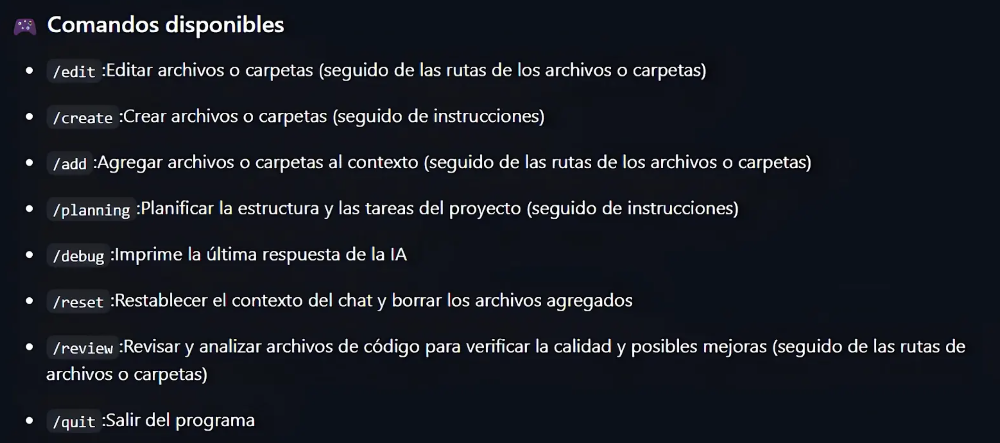 Comandos disponibles
/edit :Editar archivos o carpetas (seguido de las rutas de los archivos o carpetas)
/create :Crear archivos o carpetas (seguido de instrucciones)
/add :Agregar archivos o carpetas al contexto (seguido de las rutas de los archivos o carpetas)
/planning :Planificar la estructura y las tareas del proyecto (seguido de instrucciones)
/debug :Imprime la última respuesta de la IA
/reset :Restablecer el contexto del chat y borrar los archivos agregados
/review :Revisar y analizar archivos de código para verificar la calidad y posibles mejoras (seguido de las rutas de
archivos o carpetas)
/quit :Salir del programa